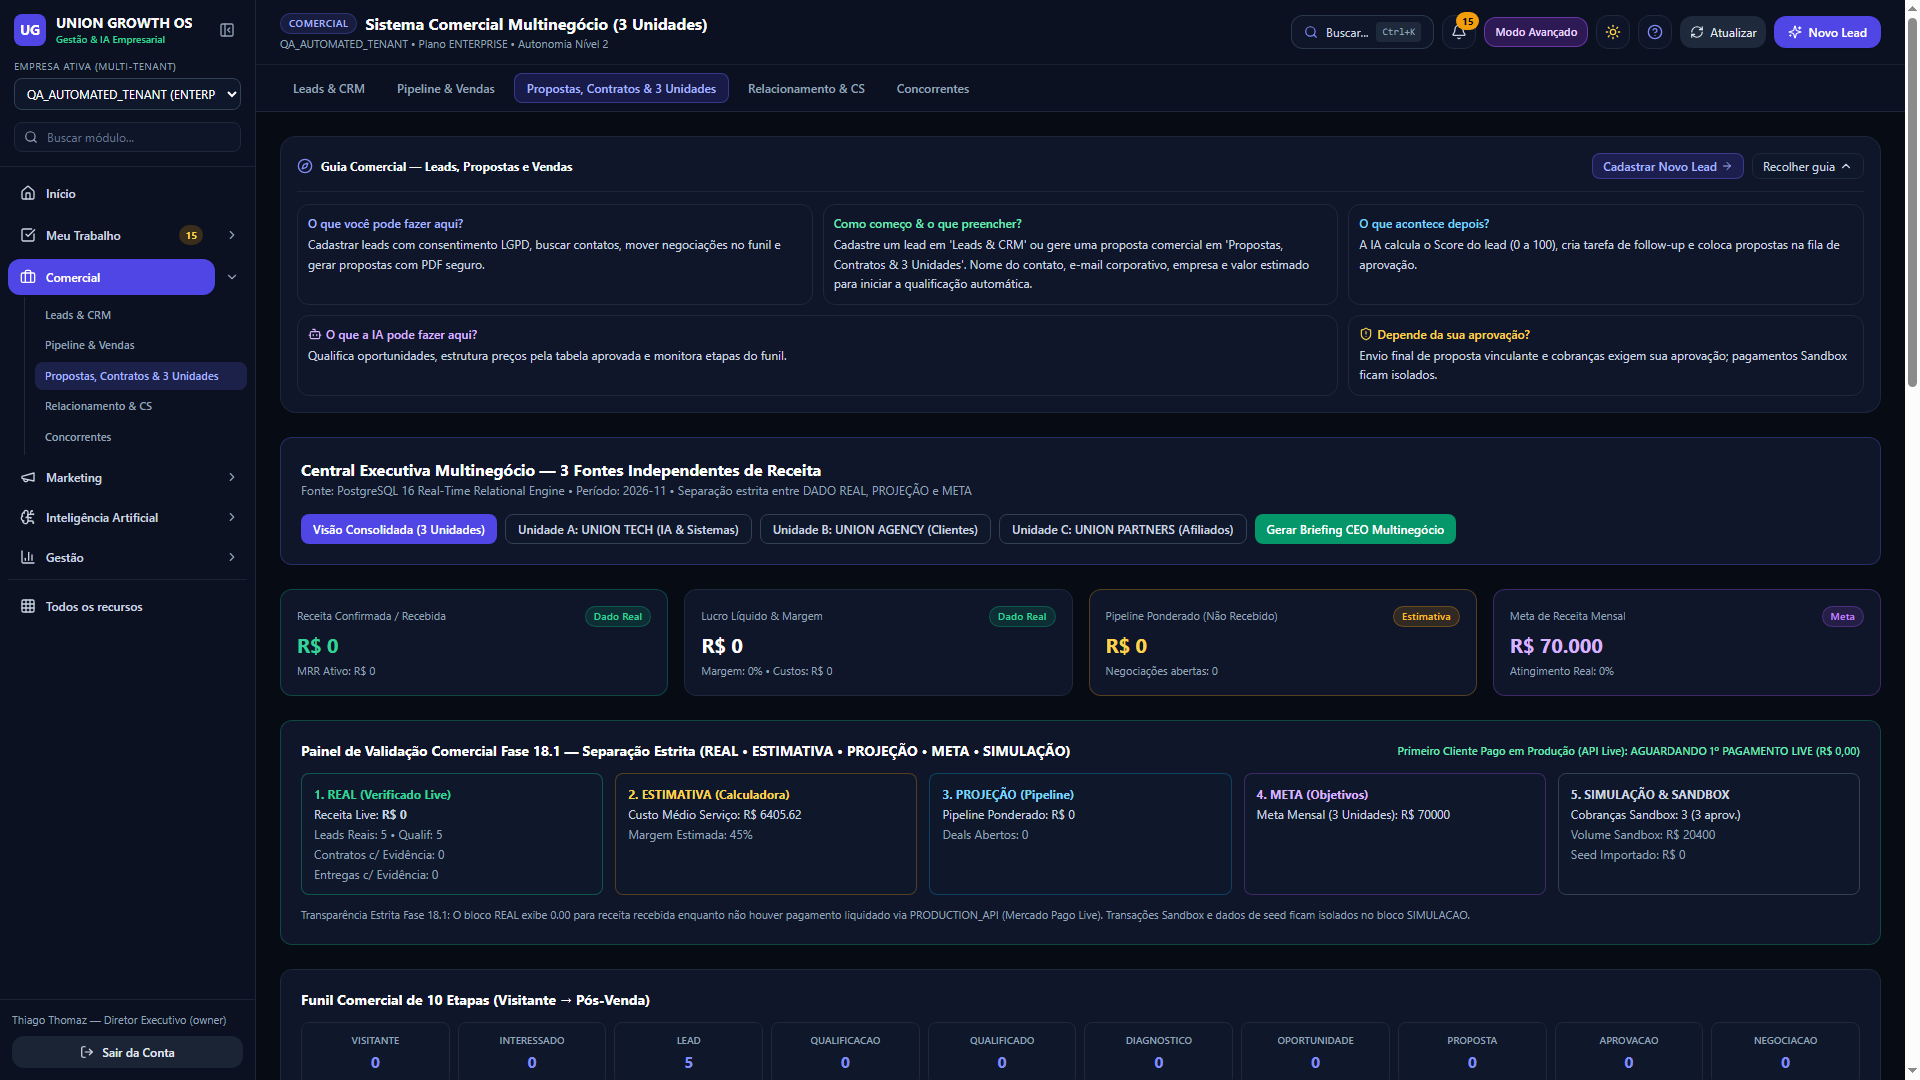 UG
UNION GROWTH OS
Gestão & IA Empresarial
EMPRESA ATIVA (MULTI-TENANT)
QA_AUTOMATED_TENANT (ENTERP
Buscar módulo...
Início
Meu Trabalho
15
Comercial
Leads & CRM
Pipeline & Vendas
Propostas, Contratos & 3 Unidades
Relacionamento & CS
Concorrentes
Marketing
Inteligência Artificial
Gestão
Todos os recursos
Thiago Thomaz — Diretor Executivo (owner)
Sair da Conta
COMERCIAL
Sistema Comercial Multinegócio (3 Unidades)
QA_AUTOMATED_TENANT • Plano ENTERPRISE • Autonomia Nível 2
Buscar... Ctrl+K
15
Modo Avançado
Atualizar
Novo Lead
Leads & CRM
Pipeline & Vendas
Propostas, Contratos & 3 Unidades
Relacionamento & CS
Concorrentes
Guia Comercial — Leads, Propostas e Vendas
Cadastrar Novo Lead →
Recolher guia
O que você pode fazer aqui?
Cadastrar leads com consentimento LGPD, buscar contatos, mover negociações no funil e
gerar propostas com PDF seguro.
Como começo & o que preencher?
Cadastre um lead em 'Leads & CRM' ou gere uma proposta comercial em 'Propostas,
Contratos & 3 Unidades'. Nome do contato, e-mail corporativo, empresa e valor estimado
para iniciar a qualificação automática.
O que acontece depois?
A IA calcula o Score do lead (0 a 100), cria tarefa de follow-up e coloca propostas na fila de
aprovação.
O que a IA pode fazer aqui?
Qualifica oportunidades, estrutura preços pela tabela aprovada e monitora etapas do funil.
Depende da sua aprovação?
Envio final de proposta vinculante e cobranças exigem sua aprovação; pagamentos Sandbox
ficam isolados.
Central Executiva Multinegócio — 3 Fontes Independentes de Receita
Fonte: PostgreSQL 16 Real-Time Relational Engine • Período: 2026-11 • Separação estrita entre DADO REAL, PROJEÇÃO e META
Visão Consolidada (3 Unidades)
Unidade A: UNION TECH (IA & Sistemas)
Unidade B: UNION AGENCY (Clientes)
Unidade C: UNION PARTNERS (Afiliados)
Gerar Briefing CEO Multinegócio
Receita Confirmada / Recebida
Dado Real
R$ 0
MRR Ativo: R$ 0
Lucro Líquido & Margem
Dado Real
R$ 0
Margem: 0% • Custos: R$ 0
Pipeline Ponderado (Não Recebido)
Estimativa
R$ 0
Negociações abertas: 0
Meta de Receita Mensal
Meta
R$ 70.000
Atingimento Real: 0%
Painel de Validação Comercial Fase 18.1 — Separação Estrita (REAL • ESTIMATIVA • PROJEÇÃO • META • SIMULAÇÃO)
Primeiro Cliente Pago em Produção (API Live): AGUARDANDO 1º PAGAMENTO LIVE (R$ 0,00)
1. REAL (Verificado Live)
Receita Live: R$ 0
Leads Reais: 5 • Qualif: 5
Contratos c/ Evidência: 0
Entregas c/ Evidência: 0
2. ESTIMATIVA (Calculadora)
Custo Médio Serviço: R$ 6405.62
Margem Estimada: 45%
3. PROJEÇÃO (Pipeline)
Pipeline Ponderado: R$ 0
Deals Abertos: 0
4. META (Objetivos)
Meta Mensal (3 Unidades): R$ 70000
5. SIMULAÇÃO & SANDBOX
Cobranças Sandbox: 3 (3 aprov.)
Volume Sandbox: R$ 20400
Seed Importado: R$ 0
Transparência Estrita Fase 18.1: O bloco REAL exibe 0.00 para receita recebida enquanto não houver pagamento liquidado via PRODUCTION_API (Mercado Pago Live). Transações Sandbox e dados de seed ficam isolados no bloco SIMULACAO.
Funil Comercial de 10 Etapas (Visitante → Pós-Venda)
VISITANTE
0
INTERESSADO
0
LEAD
5
QUALIFICACAO
0
QUALIFICADO
0
DIAGNOSTICO
0
OPORTUNIDADE
0
PROPOSTA
0
APROVACAO
0
NEGOCIACAO
0